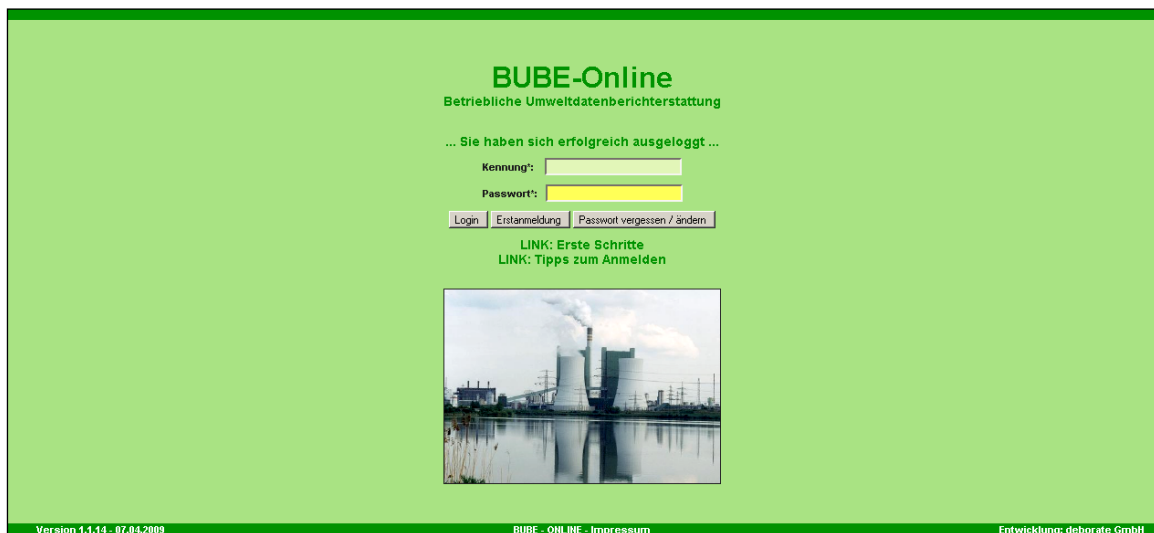 BUBE-Online
Betriebliche Umweltdatenberichterstattung
... Sie haben sich erfolgreich ausgeloggt ...
Kennung*:
Passwort*:
Login Erstanmeldung Passwort vergessen / ändern
LINK: Erste Schritte
LINK: Tipps zum Anmelden
Version 1.1.14 - 07.04.2009 BUBE - ONLINE - Impressum Entwicklung: deborate GmbH